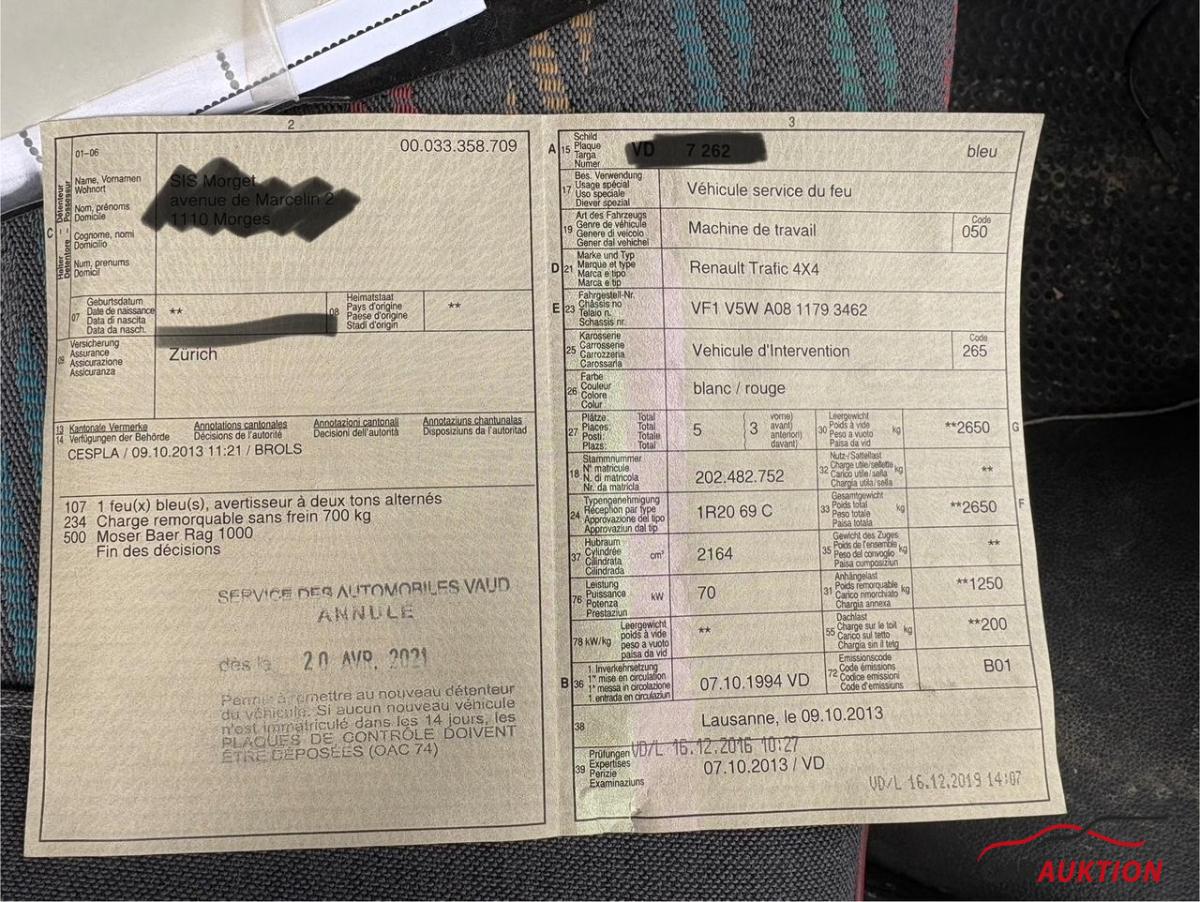 2
01-06
00.033.358.709
C
Détenteur
Possesseur
Halter
Detentore
Name, Vornamen
Wohnort
Nom, prénoms
Domicile
Cognome, nomi
Domicilio
Num, prenums
Domicil
SIS Morget
avenue de Marcelin 2
1110 Morges
07
Geburtsdatum
Date de naissance
Data di nascita
Data da nasch.
**
08
Heimatstaat
Pays d'origine
Paese d'origine
Stadi d'origin
**
09
Versicherung
Assurance
Assicurazione
Assicuranza
Zürich
13 Kantonale Vermerke Annotations cantonales Annotazioni cantonali Annotaziuns chantunalas
14 Verfügungen der Behörde Décisions de l'autorité Decisioni dell'autorità Disposiziuns da l'autoritad
CESPLA / 09.10.2013 11:21 / BROLS
107 1 feu(x) bleu(s), avertisseur à deux tons alternés
234 Charge remorquable sans frein 700 kg
500 Moser Baer Rag 1000
Fin des décisions
SERVICE DES AUTOMOBILES VAUD
ANNULÉ
dès le 20 AVR. 2021
Permis à remettre au nouveau détenteur
du véhicule. Si aucun nouveau véhicule
n'est immatriculé dans les 14 jours, les
PLAQUES DE CONTRÔLE DOIVENT
ÊTRE DÉPOSÉES (OAC 74)
3
A 15
Schild
Plaque
Targa
Numer
VD 7 262
bleu
17
Bes. Verwendung
Usage spécial
Uso speciale
Diever spezial
Véhicule service du feu
19
Art des Fahrzeugs
Genre de véhicule
Genere di veicolo
Gener dal vehichel
Machine de travail
Code
050
D 21
Marke und Typ
Marque et type
Marca e tipo
Marca e tip
Renault Trafic 4X4
E 23
Fahrgestell-Nr.
Châssis no
Telaio n.
Schassis nr.
VF1 V5W A08 1179 3462
25
Karosserie
Carrosserie
Carrozzeria
Carossaria
Vehicule d'Intervention
Code
265
26
Farbe
Couleur
Colore
Colur
blanc / rouge
27
Plätze: Total
Places: Total
Posti: Totale
Plazs: Total
5
3
vorne)
avant)
anteriori)
davant)
30
Leergewicht
Poids à vide
Peso a vuoto
Paisa da vid
kg
**2650
G
18
Stammnummer
N° matricule
N. di matricola
Nr. da matricla
202.482.752
32
Nutz-/Sattellast
Charge utile/sellette
Carico utile/sella
Chargia utila/sella
kg
**
24
Typengenehmigung
Réception par type
Approvazione del tipo
Approvaziun dal tip
1R20 69 C
33
Gesamtgewicht
Poids total
Peso totale
Paisa totala
kg
**2650
F
37
Hubraum
Cylindrée
Cilindrata
Cilindrada
cm³
2164
35
Gewicht des Zuges
Poids de l'ensemble
Peso del convoglio
Paisa cumposiziun
kg
**
76
Leistung
Puissance
Potenza
Prestaziun
kW
70
31
Anhängelast
Poids remorquable
Carico rimorchiato
Chargia annexa
kg
**1250
78 kW/kg
Leergewicht
poids à vide
peso a vuoto
paisa da vid
**
55
Dachlast
Charge sur le toit
Carico sul tetto
Chargia sin il tetg
kg
**200
B 36
1. Inverkehrsetzung
1re mise en circulation
1a messa in circolazione
1. entrada en circulaziun
07.10.1994 VD
72
Emissionscode
Code émissions
Codice emissioni
Code d'emissiuns
B01
38
Lausanne, le 09.10.2013
39
Prüfungen
Expertises
Perizie
Examinaziuns
VD/L 16.12.2016 10:27
07.10.2013 / VD
VD/L 16.12.2019 14:07
AUKTION